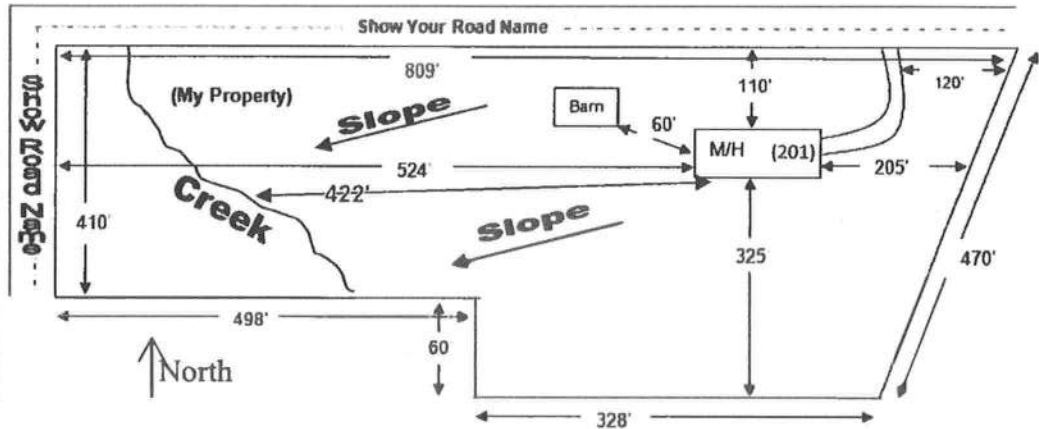 Show Your Road Name
Show Road Name
809'
110'
120'
(My Property)
Slope
Barn
60'
M/H (201)
524'
205'
422'
Creek
410'
Slope
325
470'
498'
60
North
328'